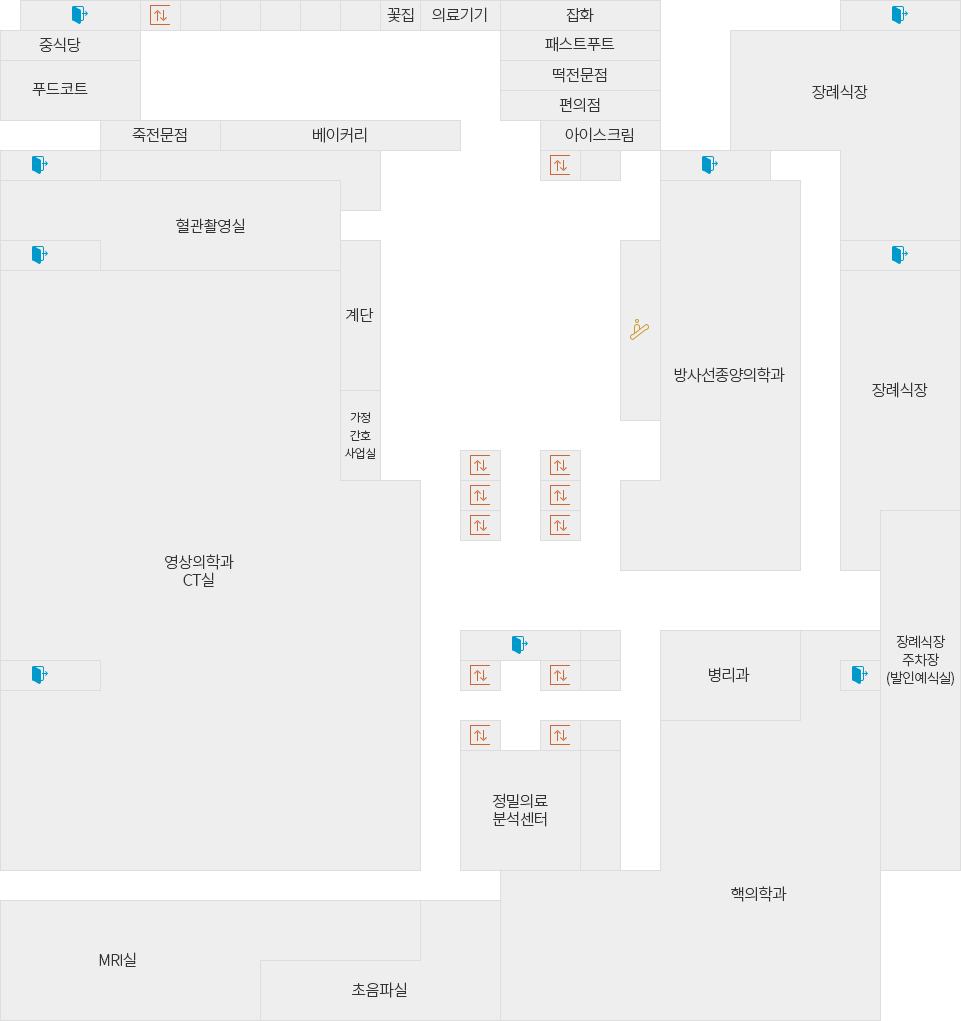 꽃집
의료기기
잡화
중식당
패스트푸트
푸드코트
떡전문점
장례식장
편의점
죽전문점
베이커리
아이스크림
혈관촬영실
계단
방사선종양의학과
장례식장
가정
간호
사업실
영상의학과
CT실
장례식장
주차장
(발인예식실)
병리과
정밀의료
분석센터
핵의학과
MRI실
초음파실